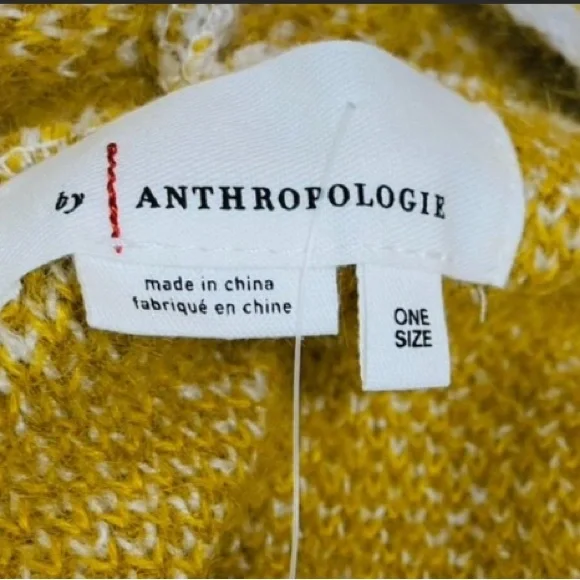 by ANTHROPOLOGIE
made in china
fabriqué en chine
ONE
SIZE